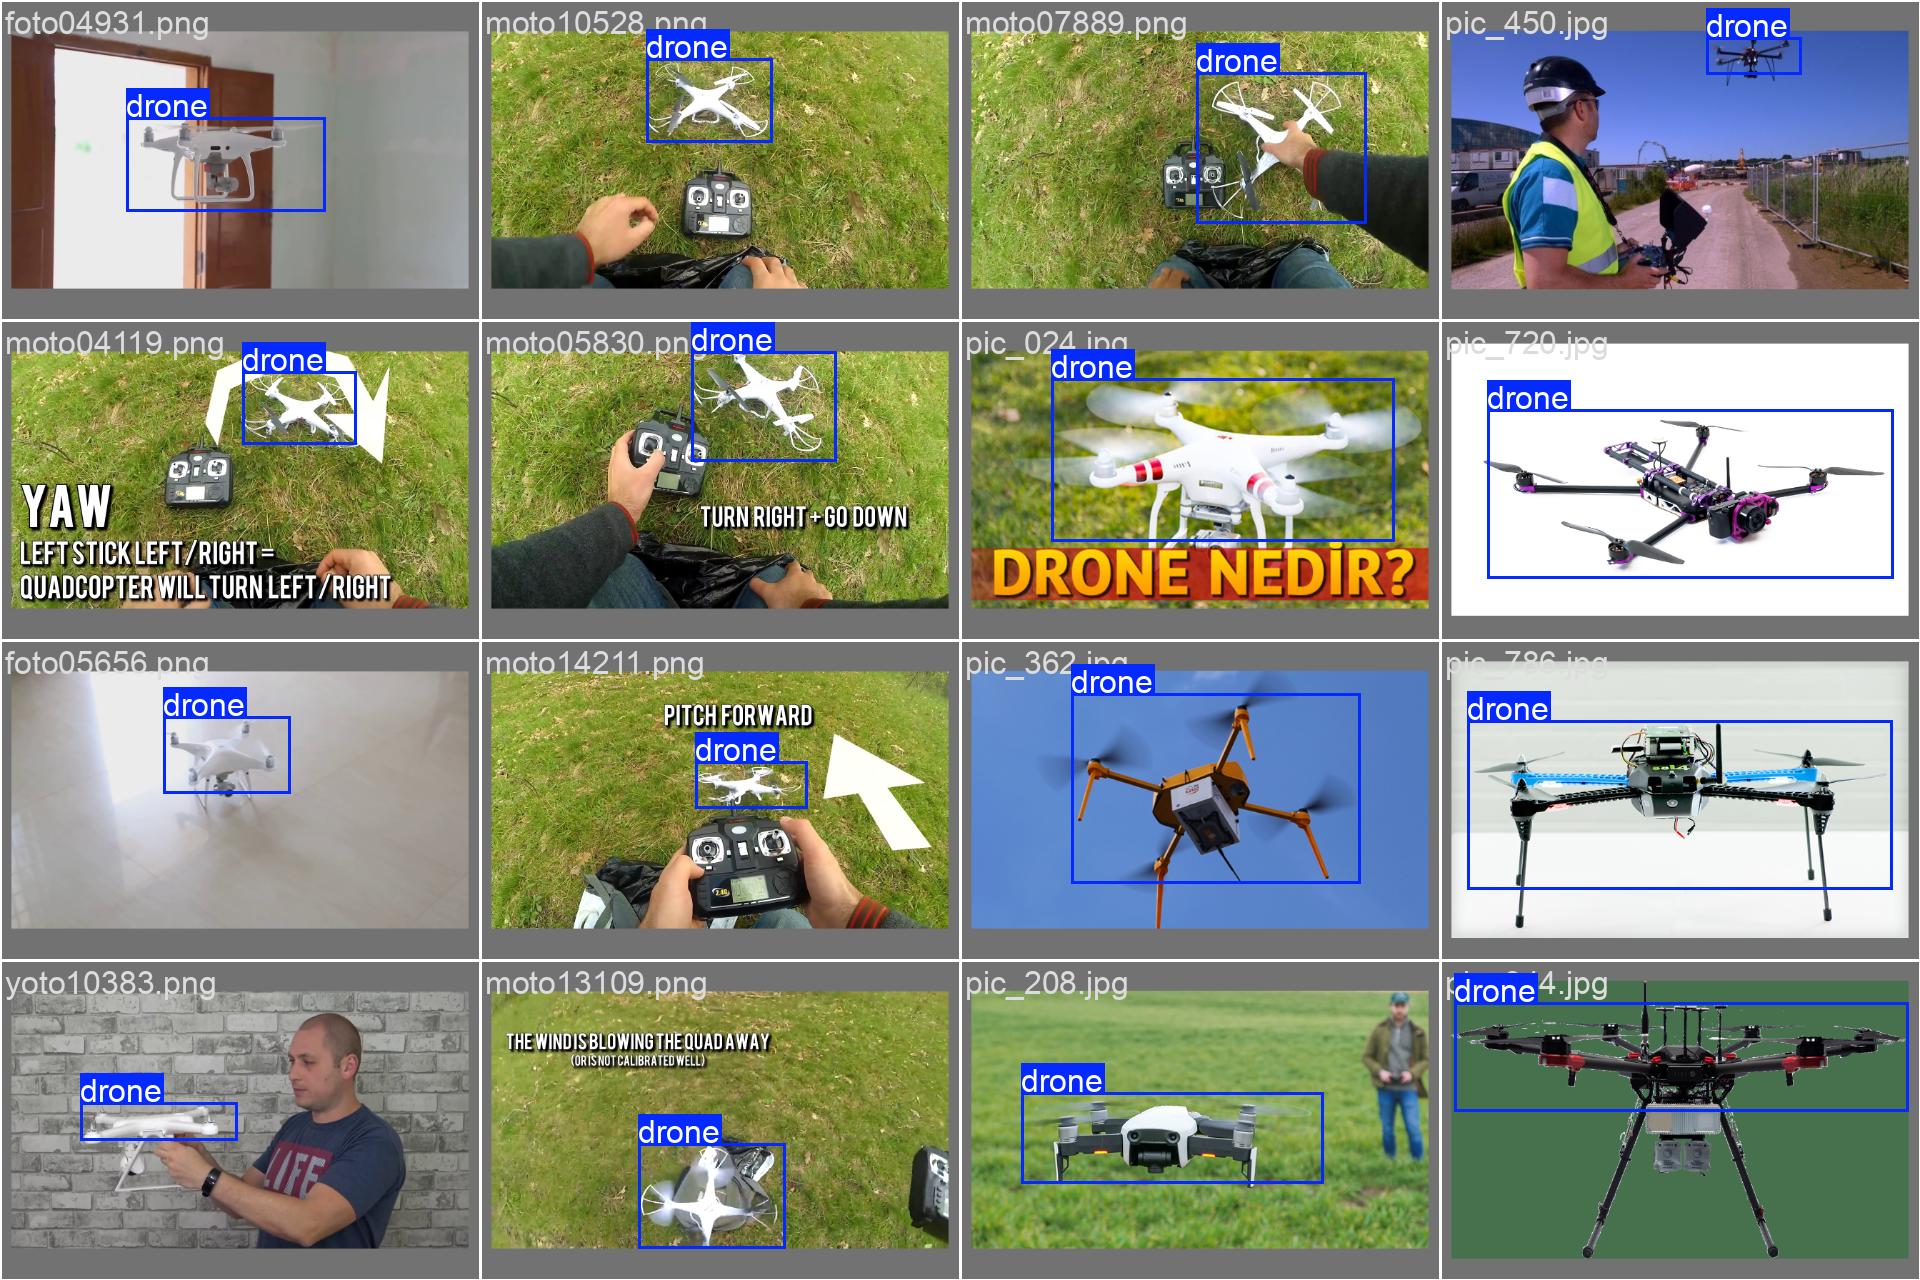 foto04931.png
drone
moto10528.png
drone
moto07889.png
drone
pic_450.jpg
drone
moto04119.png
drone
YAW
LEFT STICK LEFT/RIGHT =
QUADCOPTER WILL TURN LEFT/RIGHT
moto05830.png
drone
TURN RIGHT + GO DOWN
pic_024.jpg
drone
DRONE NEDİR?
pic_720.jpg
drone
foto05656.png
drone
moto14211.png
PITCH FORWARD
drone
pic_362.jpg
drone
pic_786.jpg
drone
yoto10383.png
drone
LIFE
moto13109.png
THE WIND IS BLOWING THE QUAD AWAY
(OR IS NOT CALIBRATED WELL)
drone
pic_208.jpg
drone
drone
4.jpg